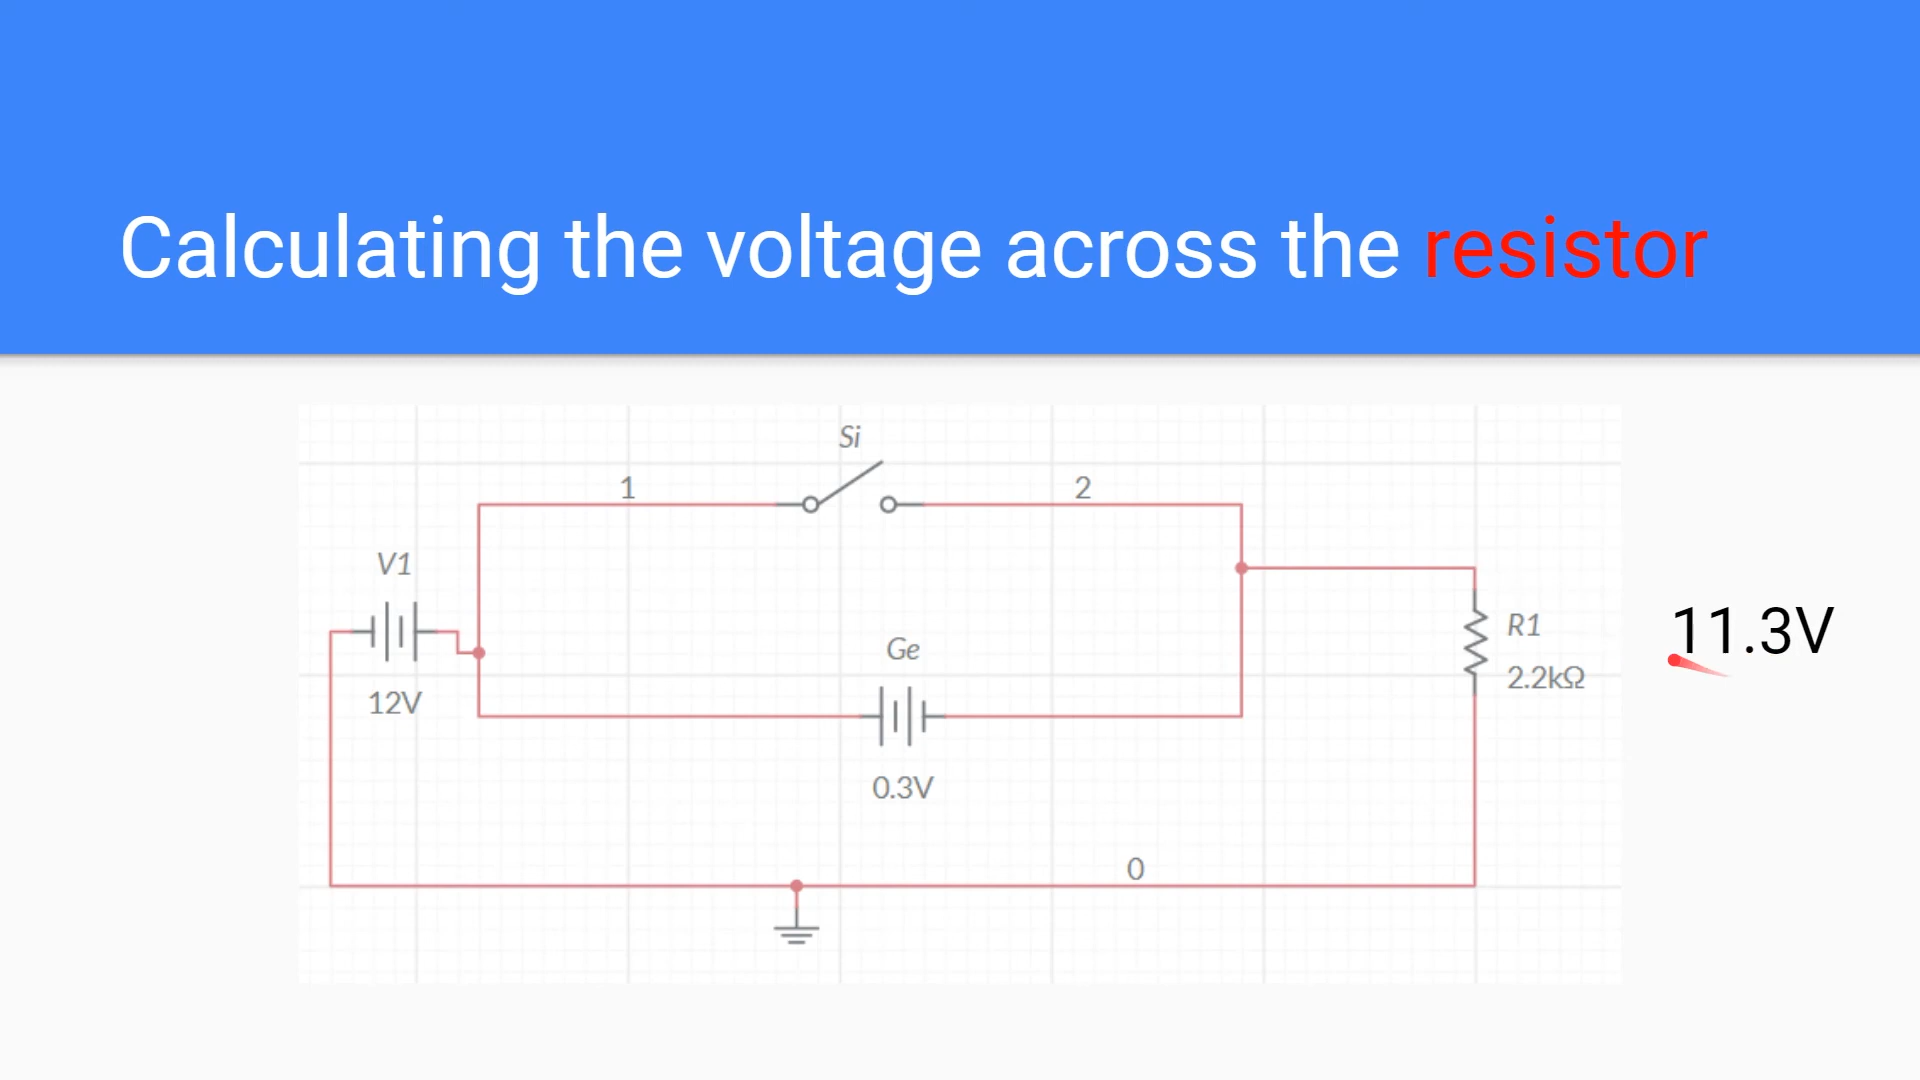 Calculating the voltage across the resistor
Si
1
2
V1
12V
Ge
0.3V
R1
2.2kΩ
11.3V
0